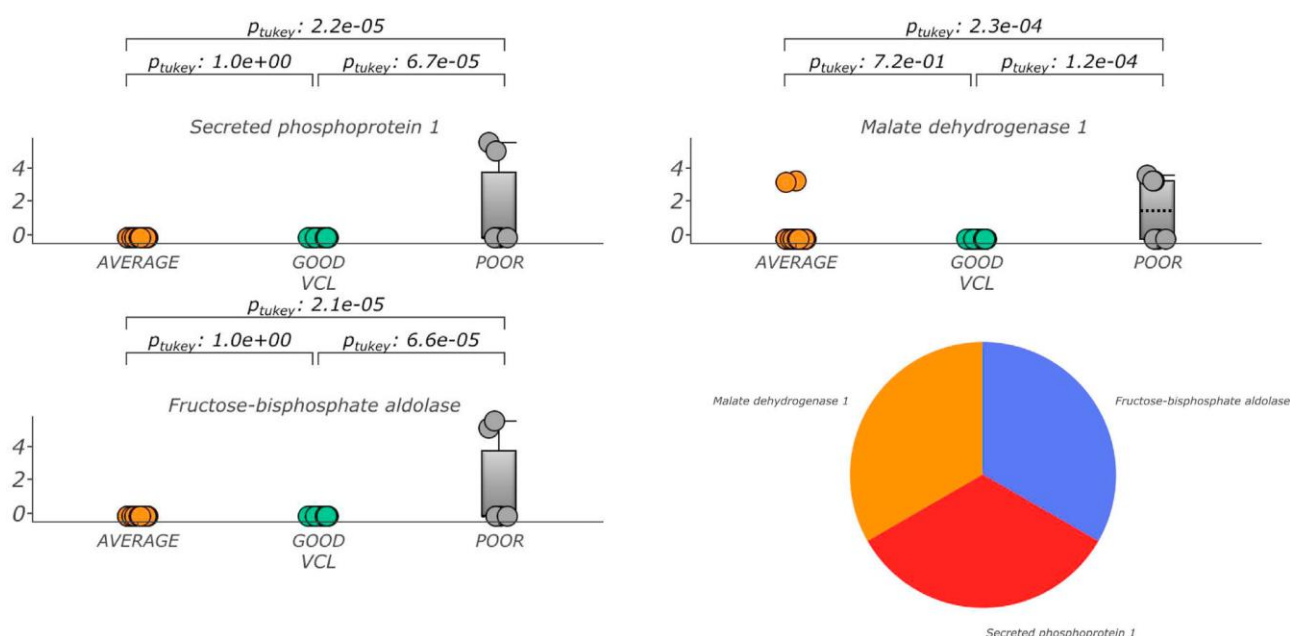 p_tukey: 2.2e-05
p_tukey: 1.0e+00 p_tukey: 6.7e-05
Secreted phosphoprotein 1
4
2
0
AVERAGE GOOD POOR
VCL
p_tukey: 2.1e-05
p_tukey: 1.0e+00 p_tukey: 6.6e-05
Fructose-bisphosphate aldolase
4
2
0
AVERAGE GOOD POOR
VCL
p_tukey: 2.3e-04
p_tukey: 7.2e-01 p_tukey: 1.2e-04
Malate dehydrogenase 1
4
2
0
AVERAGE GOOD POOR
VCL
Malate dehydrogenase 1
Fructose-bisphosphate aldolase
Secreted phosphoprotein 1